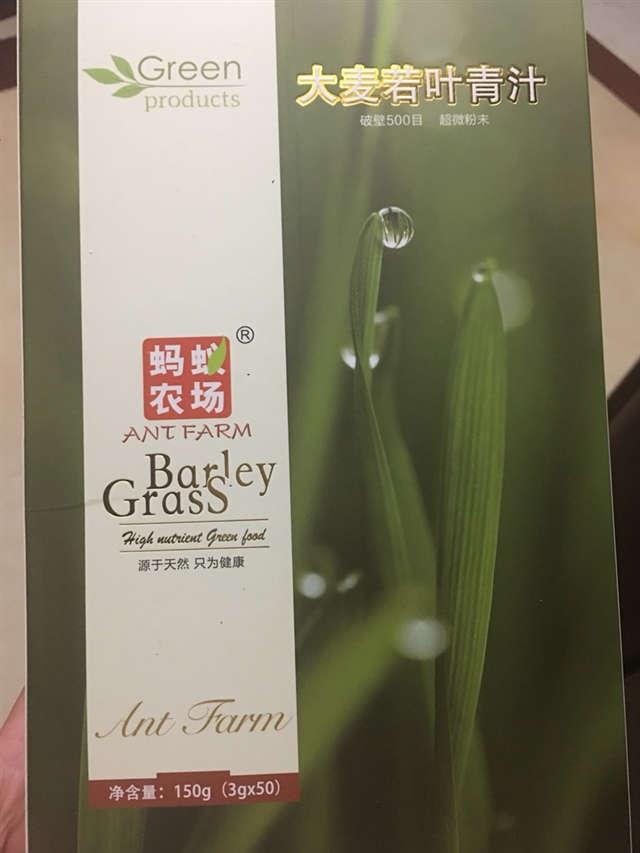 Green
products
大麦若叶青汁
破壁500目 超微粉末
®
蚂蚁
农场
ANT FARM
Barley
Grass
High nutrient Green food
源于天然 只为健康
Ant Farm
净含量：150g（3gx50）